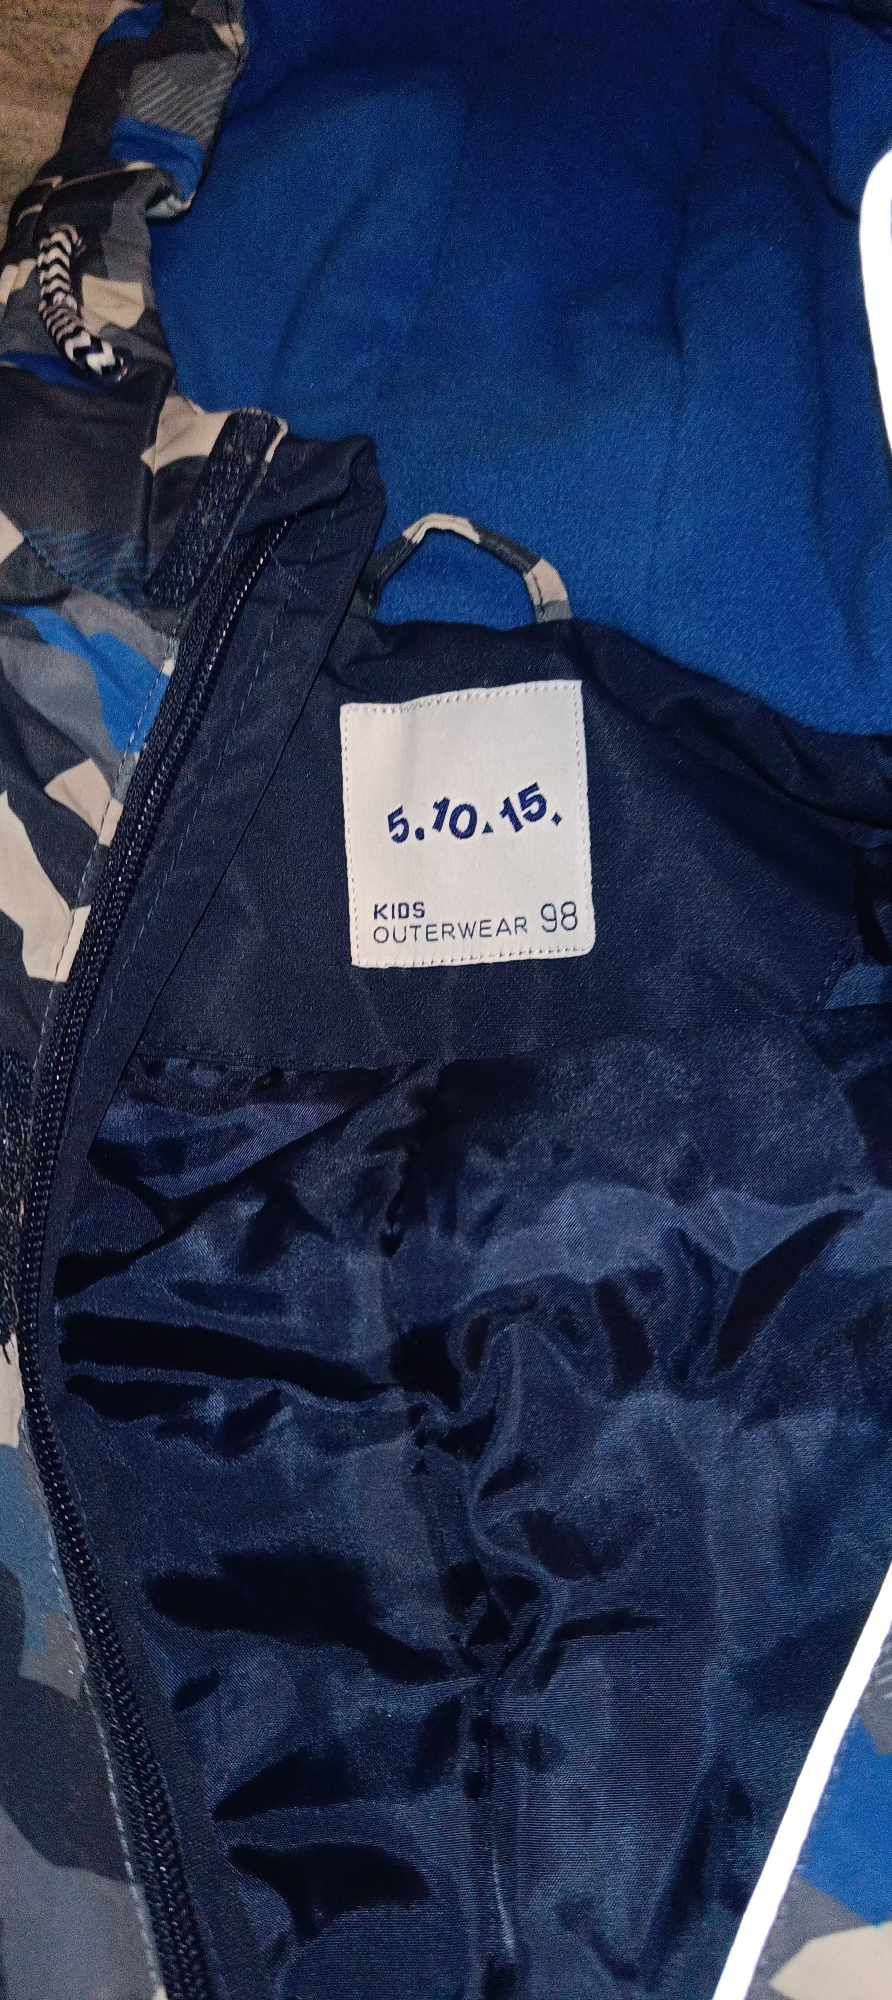 5.10.15.
KIDS
OUTERWEAR 98